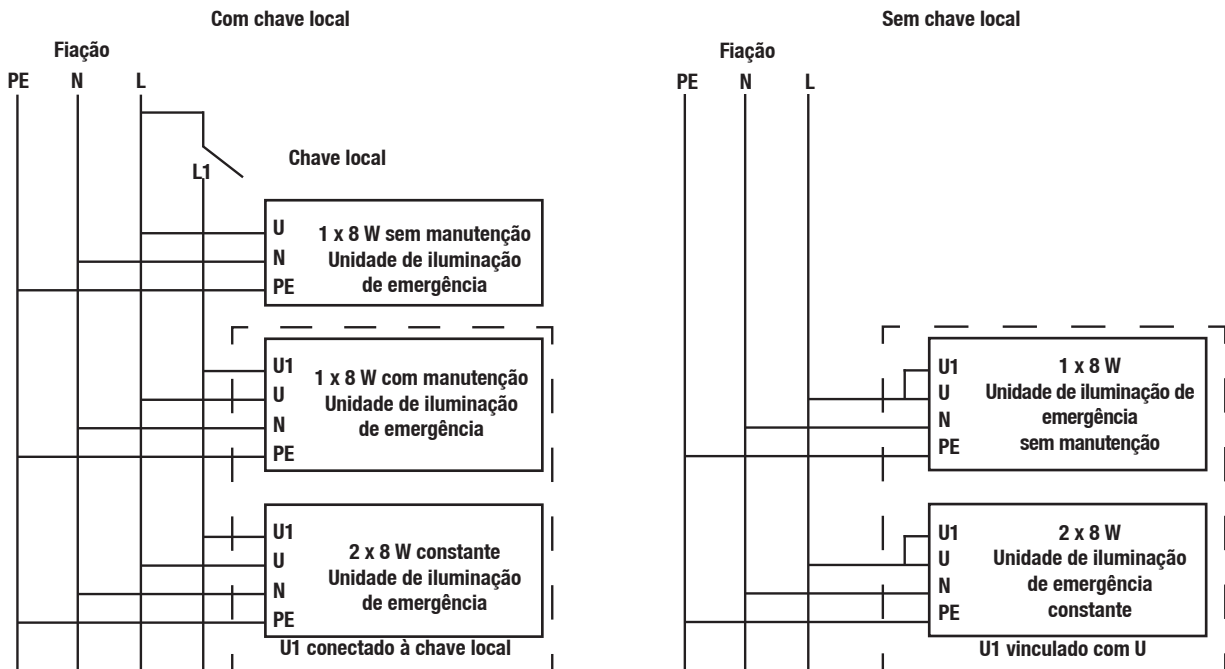 Com chave local
Fiação
PE N L
L1
Chave local
U
N
PE
1 x 8 W sem manutenção
Unidade de iluminação
de emergência
U1
U
N
PE
1 x 8 W com manutenção
Unidade de iluminação
de emergência
U1
U
N
PE
2 x 8 W constante
Unidade de iluminação
de emergência
U1 conectado à chave local
Sem chave local
Fiação
PE N L
U1
U
N
PE
1 x 8 W
Unidade de iluminação de
emergência
sem manutenção
U1
U
N
PE
2 x 8 W
Unidade de iluminação
de emergência
constante
U1 vinculado com U